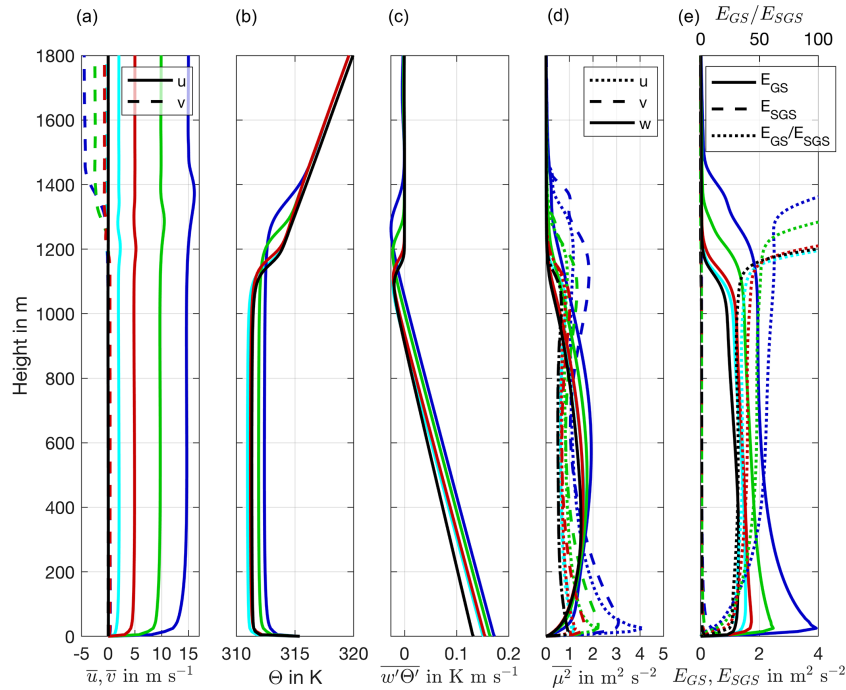 (a) (b) (c) (d) (e)
E_GS/E_SGS
0 50 100
1800
1600
1400
1200
1000
800
600
400
200
0
Height in m
u
v
u
v
w
E_GS
E_SGS
E_GS/E_SGS
-5 0 5 10 15
310 315 320
0 0.1 0.2
0 1 2 3 4 5
0 2 4
u̅, v̅ in m s⁻¹
Θ in K
w′Θ′ in K m s⁻¹
μ² in m² s⁻²
E_GS, E_SGS in m² s⁻²